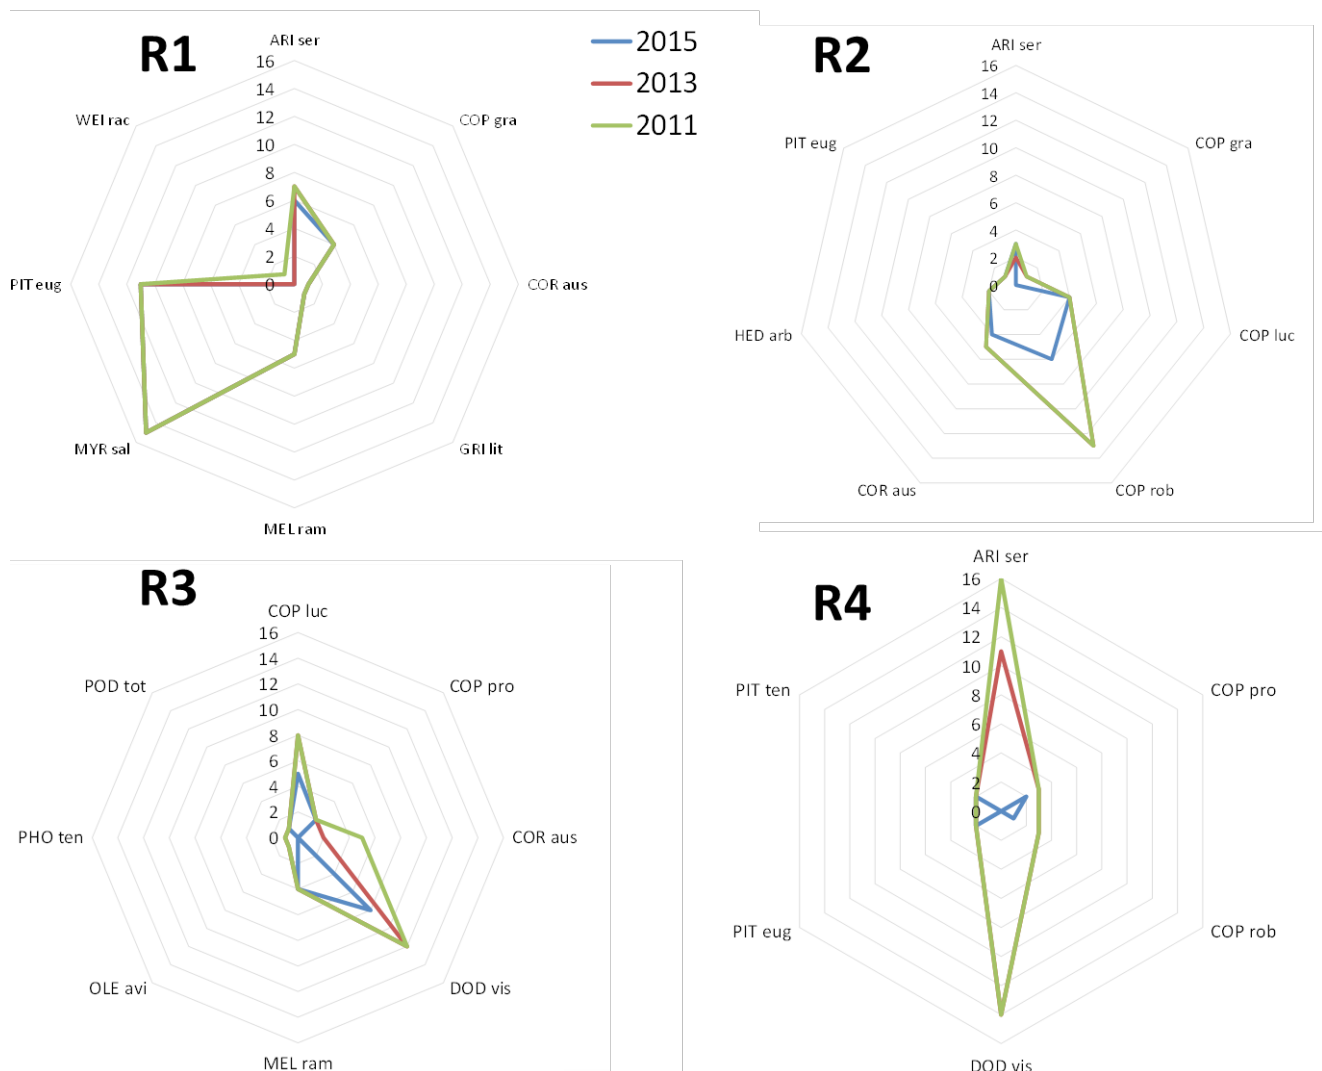 R1
ARI ser
16
14
12
10
8
6
4
2
0
COP gra
COR aus
GRI lit
MEL ram
MYR sal
PIT eug
WEI rac
2015
2013
2011
R2
ARI ser
16
14
12
10
8
6
4
2
0
COP gra
COP luc
COP rob
COR aus
HED arb
PIT eug
R3
COP luc
16
14
12
10
8
6
4
2
0
COP pro
COR aus
DOD vis
MEL ram
OLE avi
PHO ten
POD tot
R4
ARI ser
16
14
12
10
8
6
4
2
0
COP pro
COP rob
DOD vis
PIT eug
PIT ten